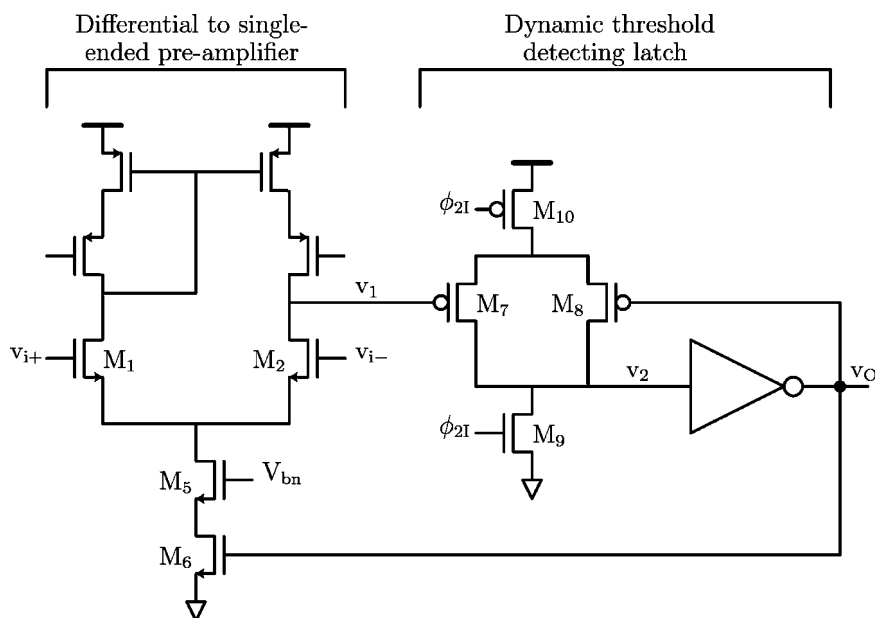 Differential to single-
ended pre-amplifier
Dynamic threshold
detecting latch
ϕ2I
M10
v1
M7
M8
vi+
M1
M2
vi−
v2
vO
ϕ2I
M9
M5
Vbn
M6